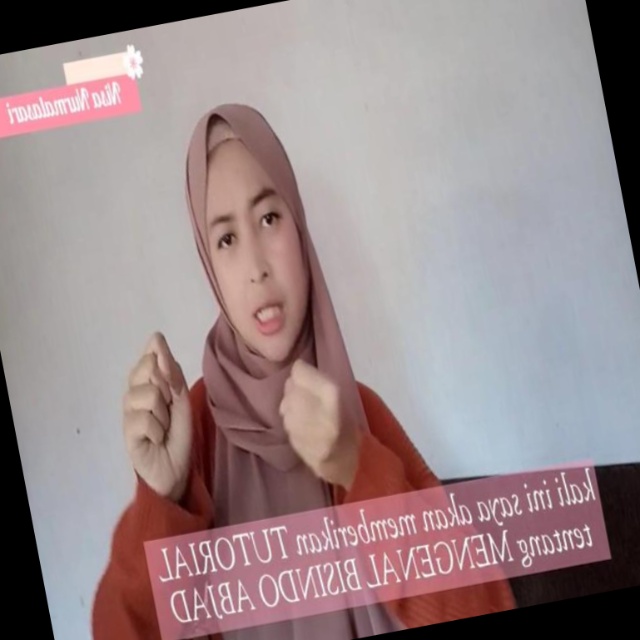 Nisa Nurmalasari
kali ini saya akan memberikan TUTORIAL
tentang MENGENAL BISINDO ABJAD